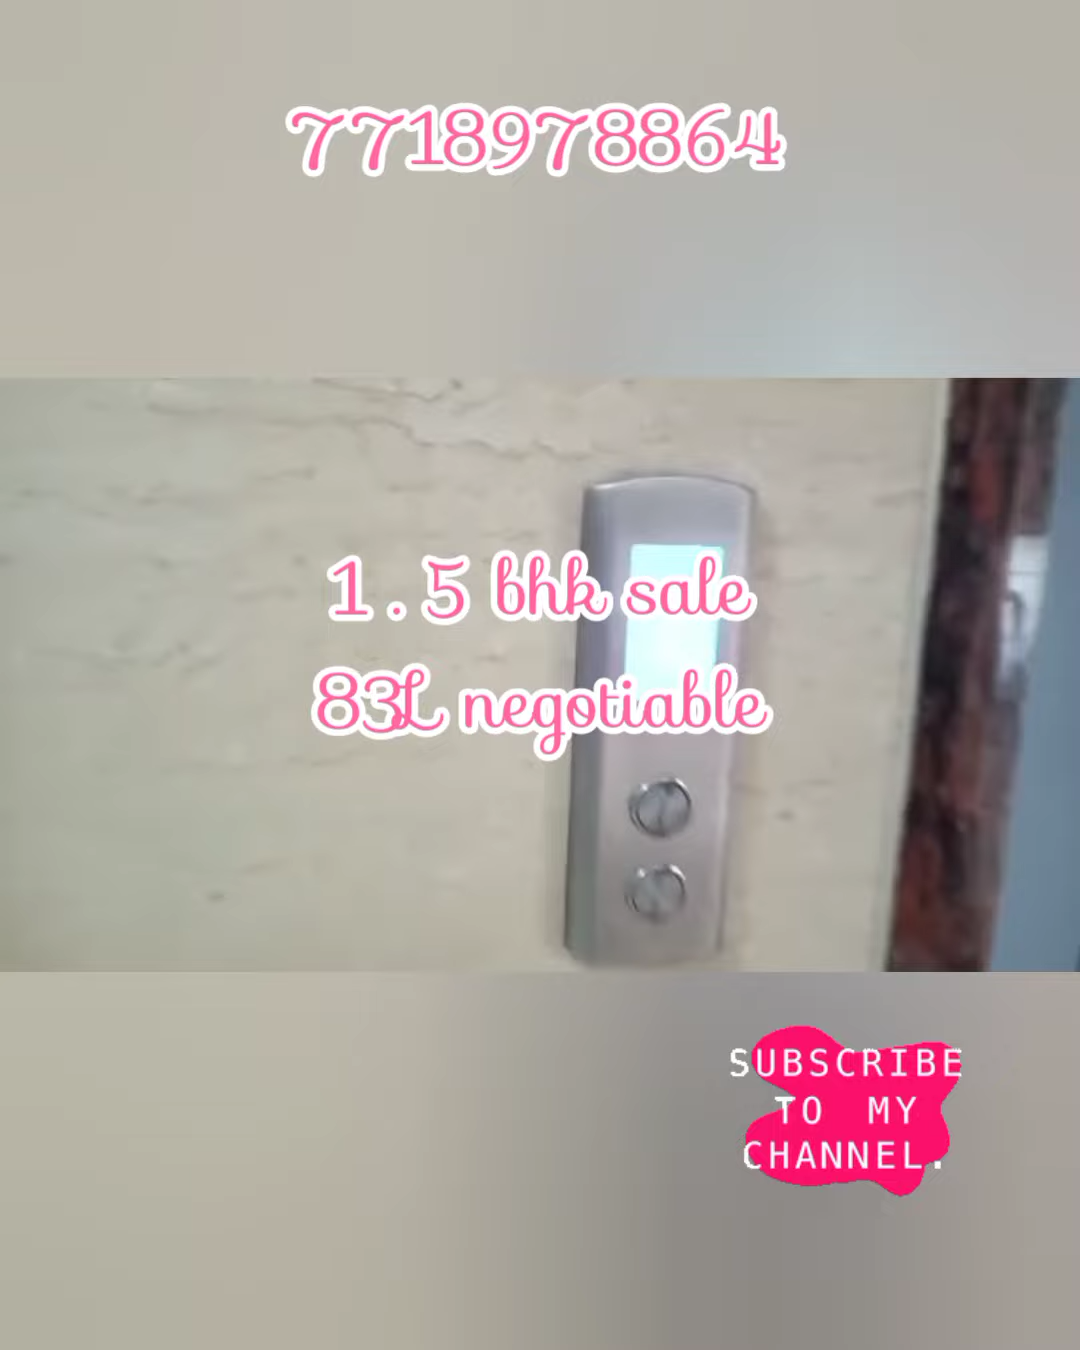 7718978864
1.5 bhk sale
83L negotiable
SUBSCRIBE
TO MY
CHANNEL.